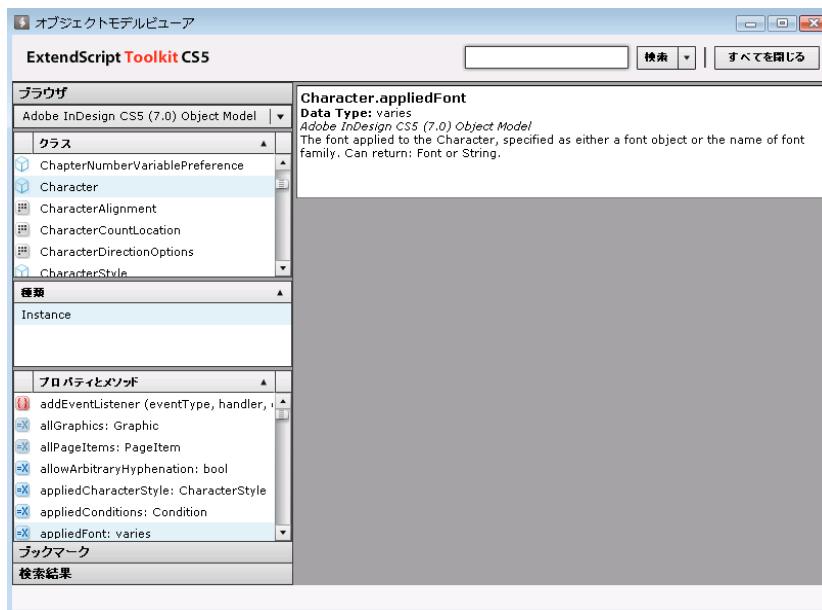 オブジェクトモデルビューア
ExtendScript Toolkit CS5
検索
すべてを閉じる
ブラウザ
Adobe InDesign CS5 (7.0) Object Model
クラス
ChapterNumberVariablePreference
Character
CharacterAlignment
CharacterCountLocation
CharacterDirectionOptions
CharacterStyle
種類
Instance
プロパティとメソッド
addEventListener (eventType, handler,
allGraphics: Graphic
allPageItems: PageItem
allowArbitraryHyphenation: bool
appliedCharacterStyle: CharacterStyle
appliedConditions: Condition
appliedFont: varies
ブックマーク
検索結果
Character.appliedFont
Data Type: varies
Adobe InDesign CS5 (7.0) Object Model
The font applied to the Character, specified as either a font object or the name of font
family. Can return: Font or String.